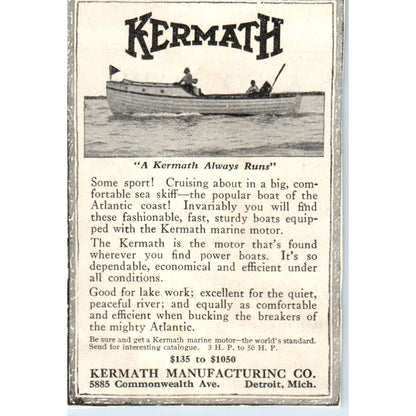 KERMATH
"A Kermath Always Runs"
Some sport! Cruising about in a big, com-
fortable sea skiff—the popular boat of the
Atlantic coast! Invariably you will find
these fashionable, fast, sturdy boats equip-
ped with the Kermath marine motor.
The Kermath is the motor that's found
wherever you find power boats. It's so
dependable, economical and efficient under
all conditions.
Good for lake work; excellent for the quiet,
peaceful river; and equally as comfortable
and efficient when bucking the breakers of
the mighty Atlantic.
Be sure and get a Kermath marine motor—the world's standard.
Send for interesting catalogue. 3 H. P. to 50 H. P.
$135 to $1050
KERMATH MANUFACTURING CO.
5885 Commonwealth Ave. Detroit, Mich.